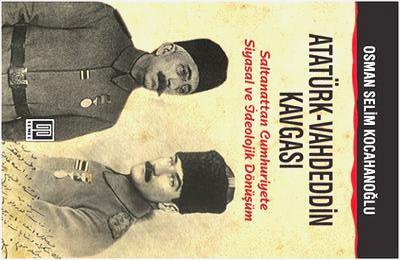 OSMAN SELİM KOCAHANOĞLU
ATATÜRK-VAHDEDDİN
KAVGASI
Saltanattan Cumhuriyete
Siyasal ve İdeolojik Dönüşüm